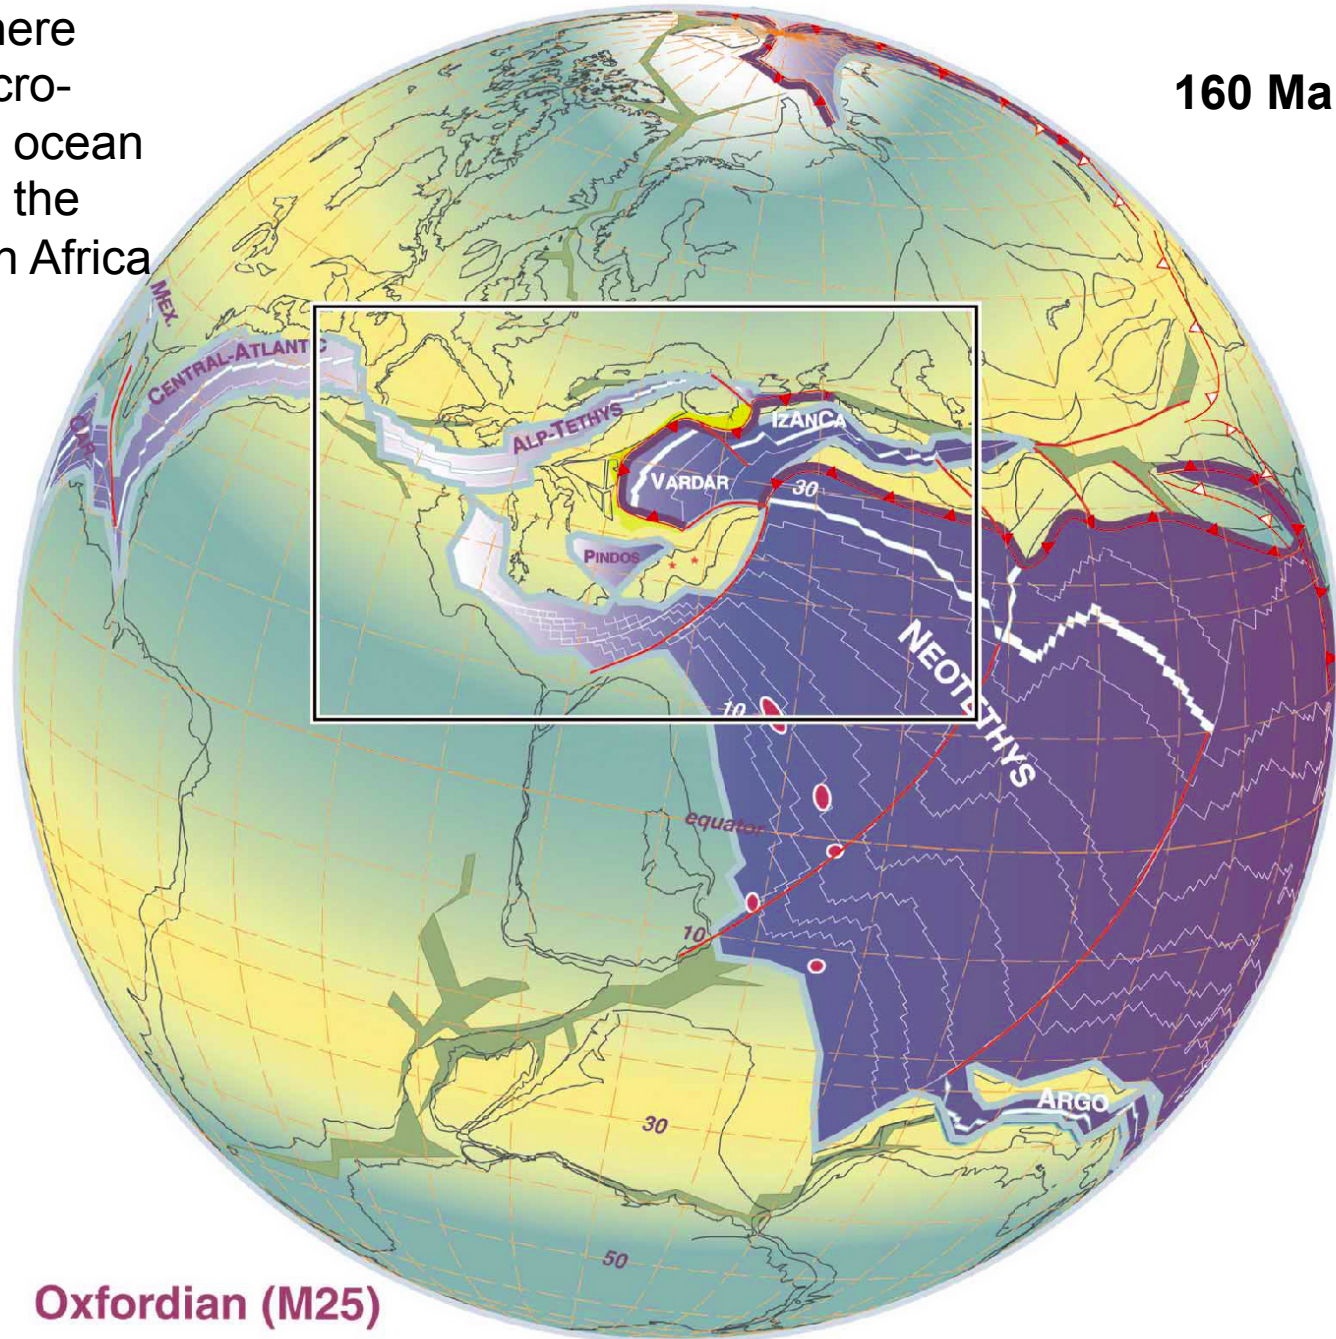 here
cro-
ocean
the
n Africa
160 Ma
MEX.
CENTRAL-ATLANTIC
CAR.
ALP-TETHYS
IZANCA
VARDAR
30
PINDOS
NEOTETHYS
10
equator
10
ARGO
30
50
Oxfordian (M25)